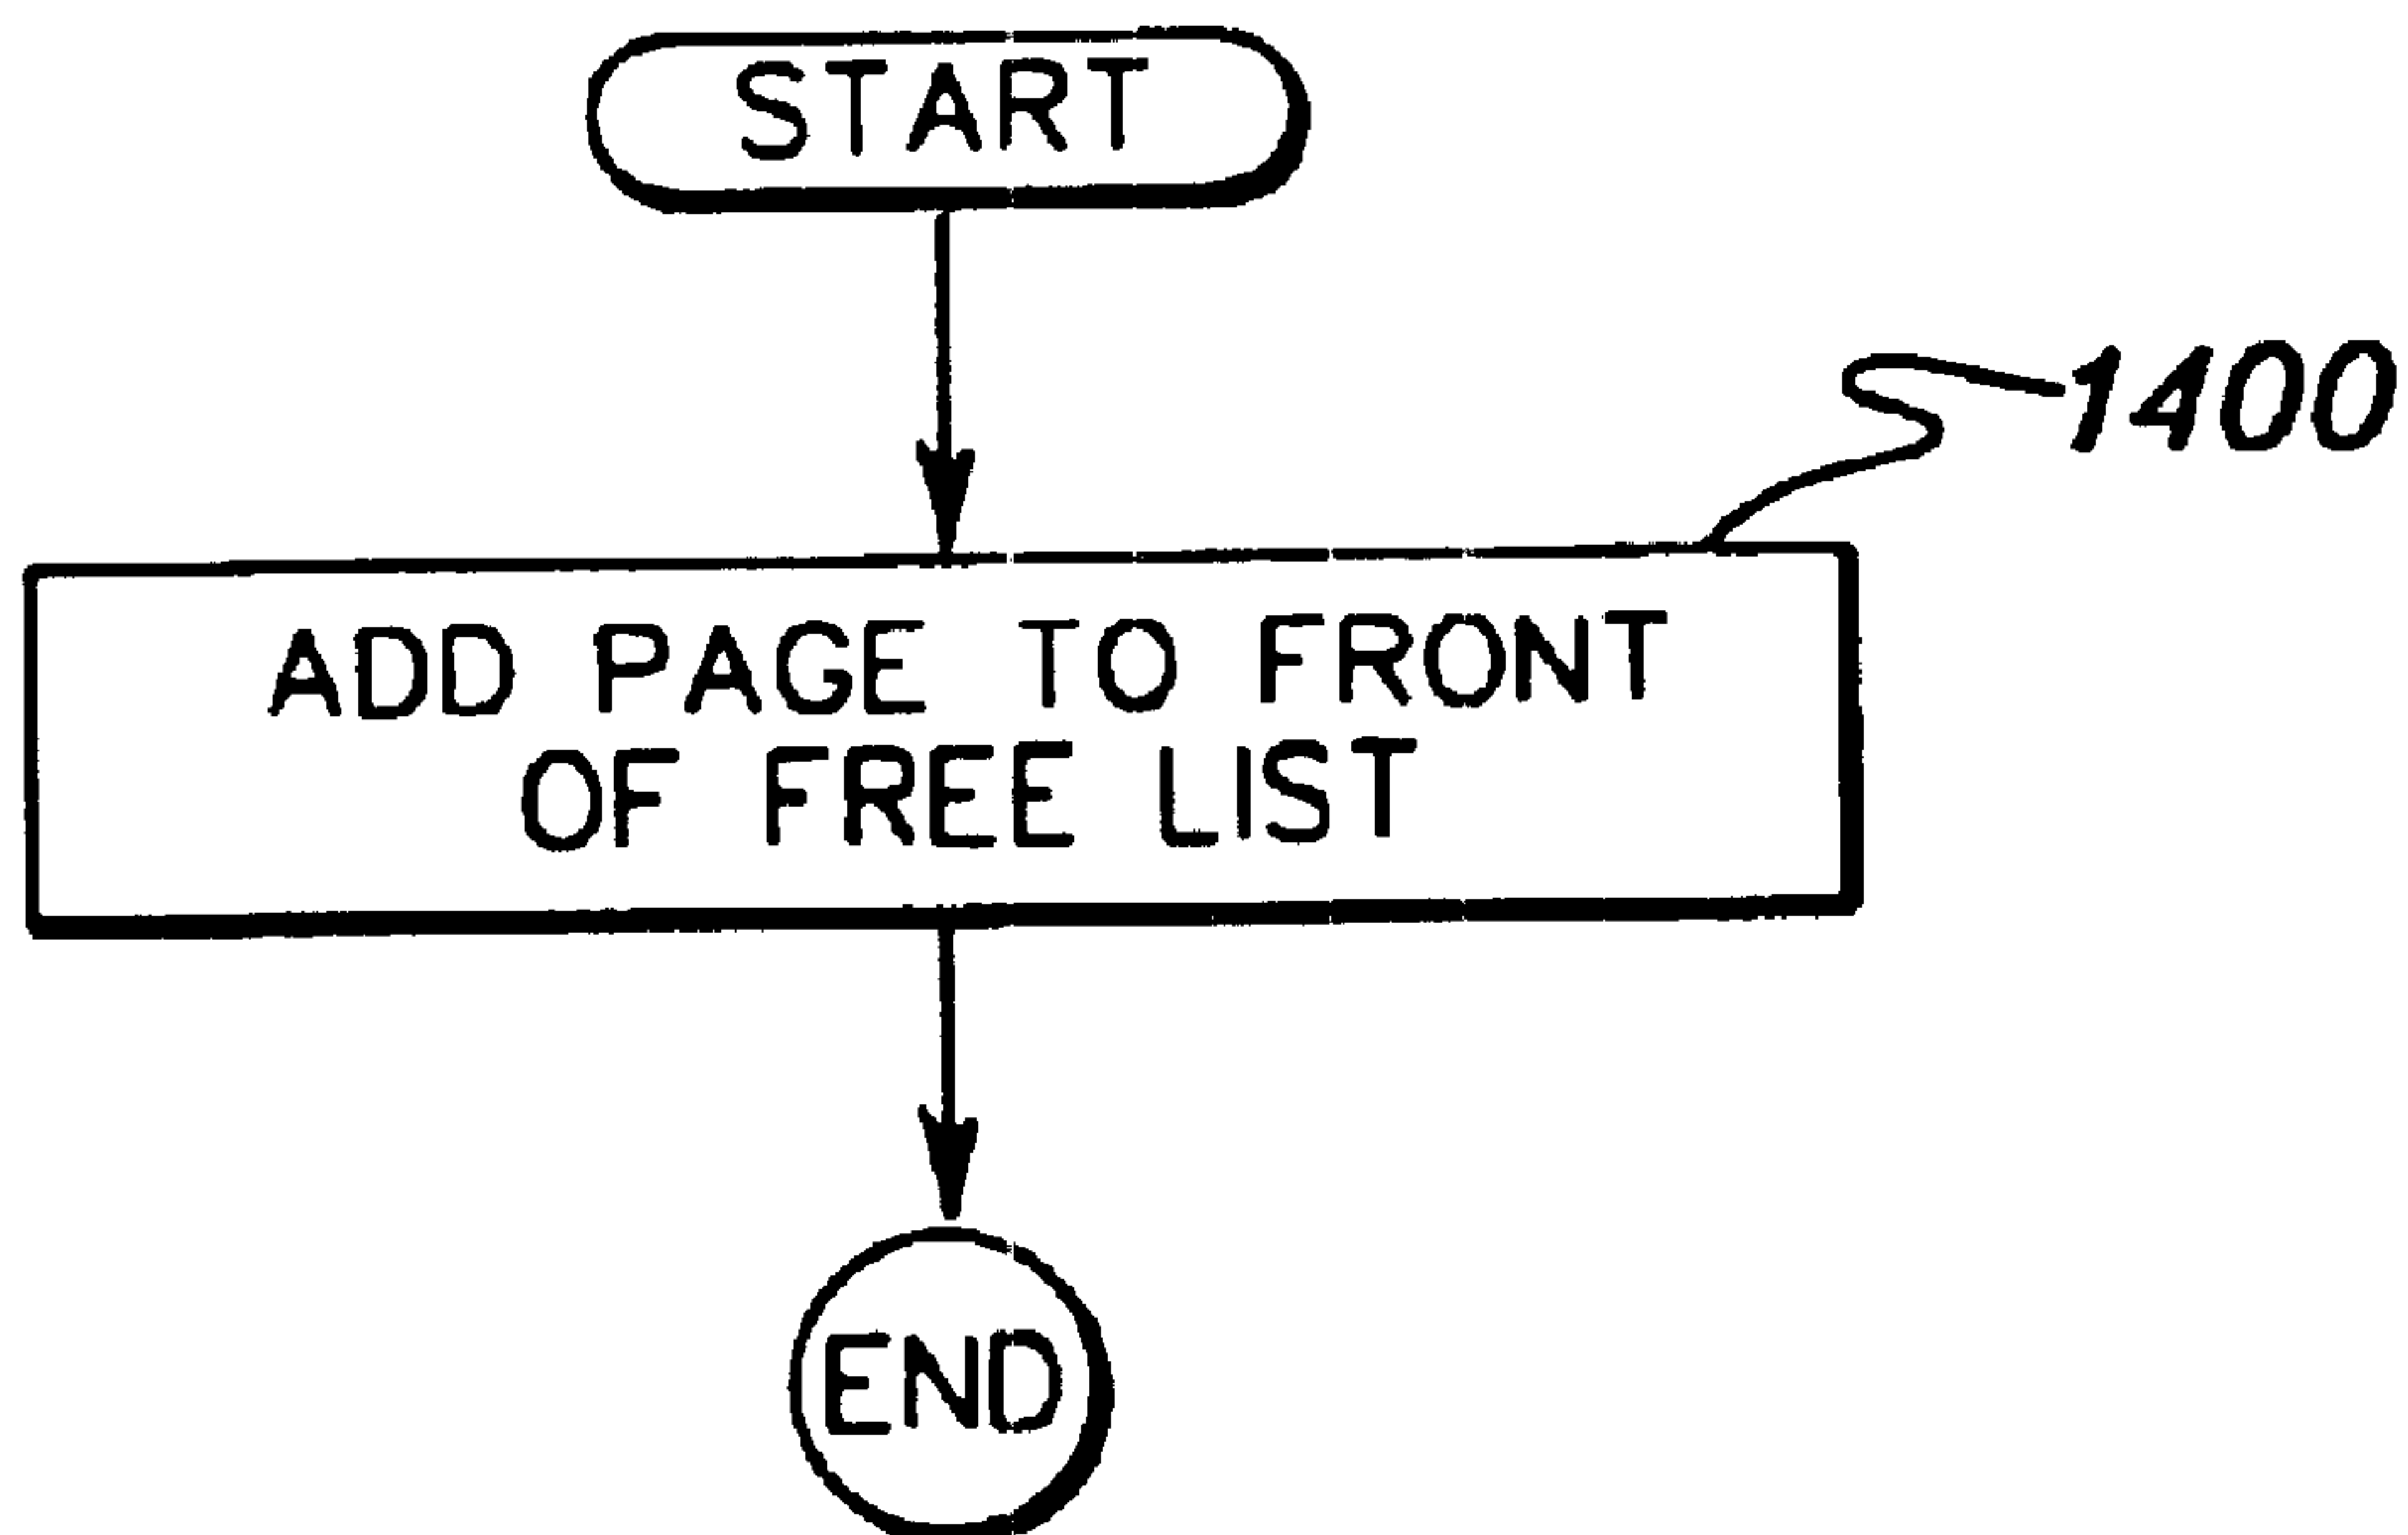 START
1400
ADD PAGE TO FRONT
OF FREE LIST
END